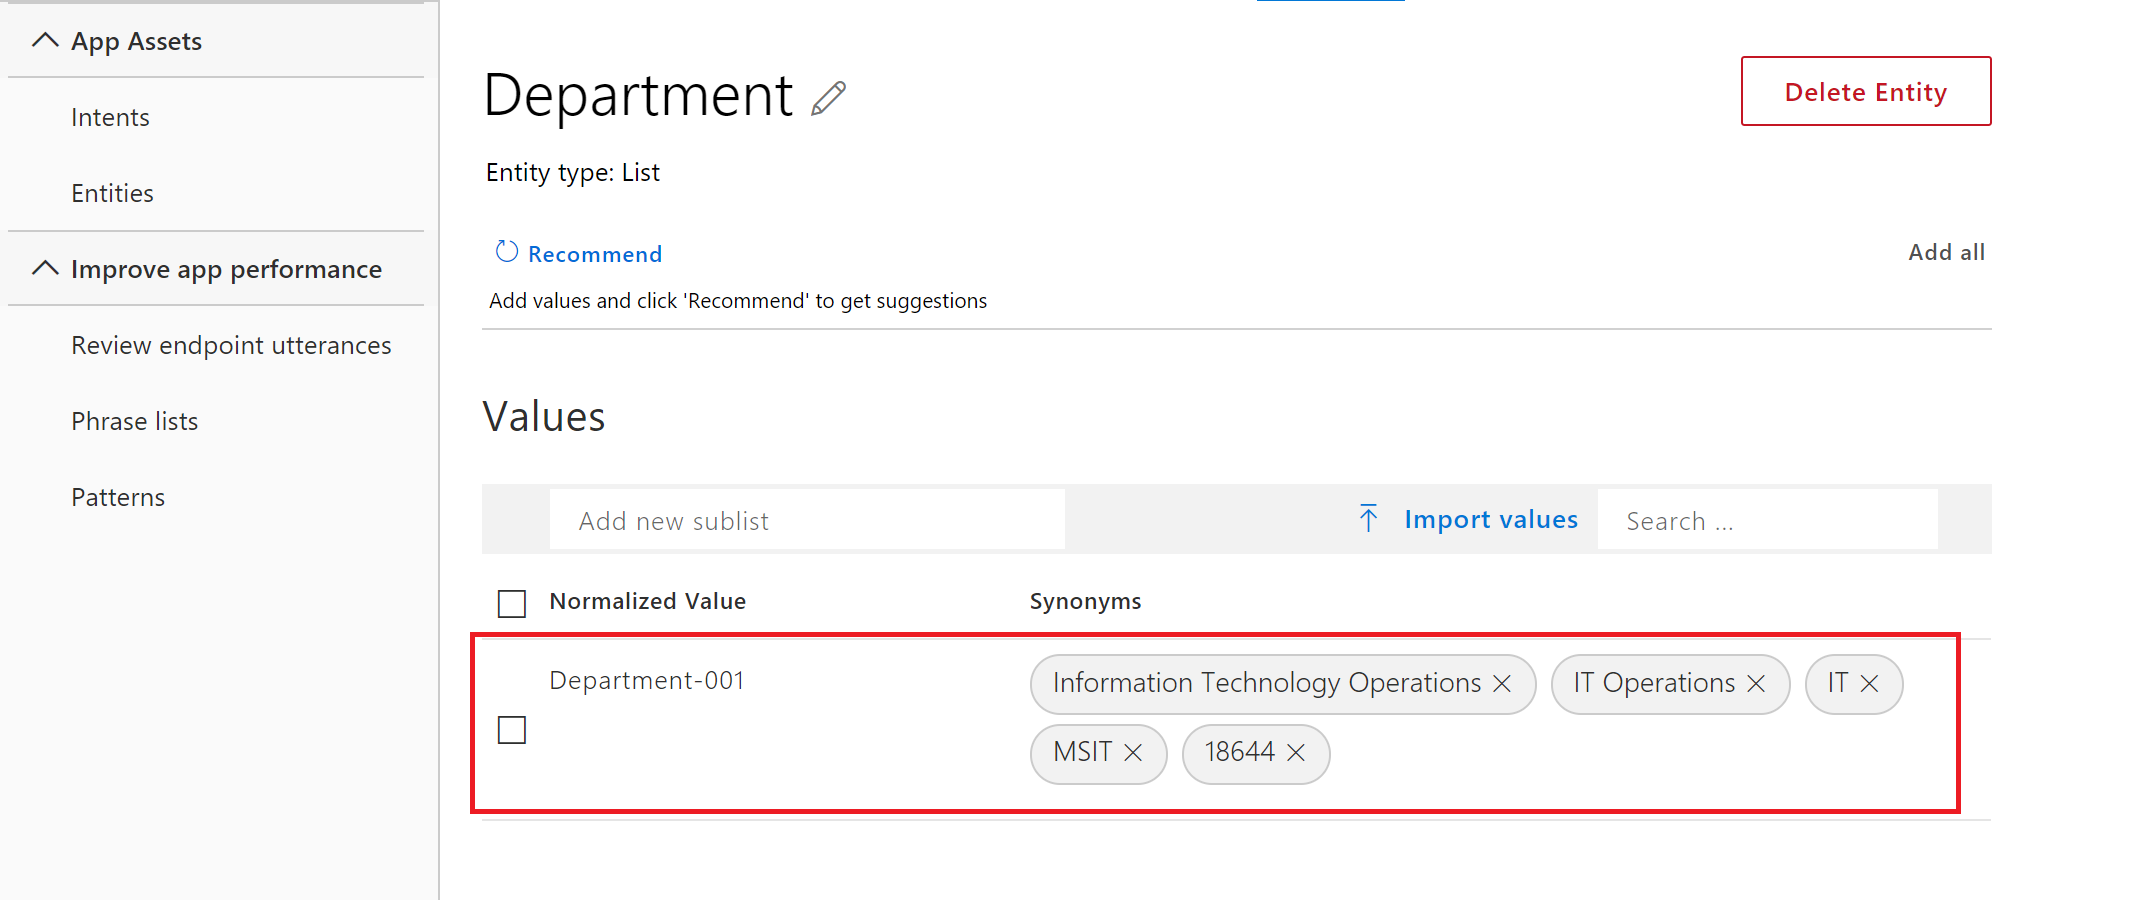 App Assets
Intents
Entities
Improve app performance
Review endpoint utterances
Phrase lists
Patterns
Department
Delete Entity
Entity type: List
Recommend
Add all
Add values and click 'Recommend' to get suggestions
Values
Add new sublist
Import values
Search ...
Normalized Value
Synonyms
Department-001
Information Technology Operations
IT Operations
IT
MSIT
18644